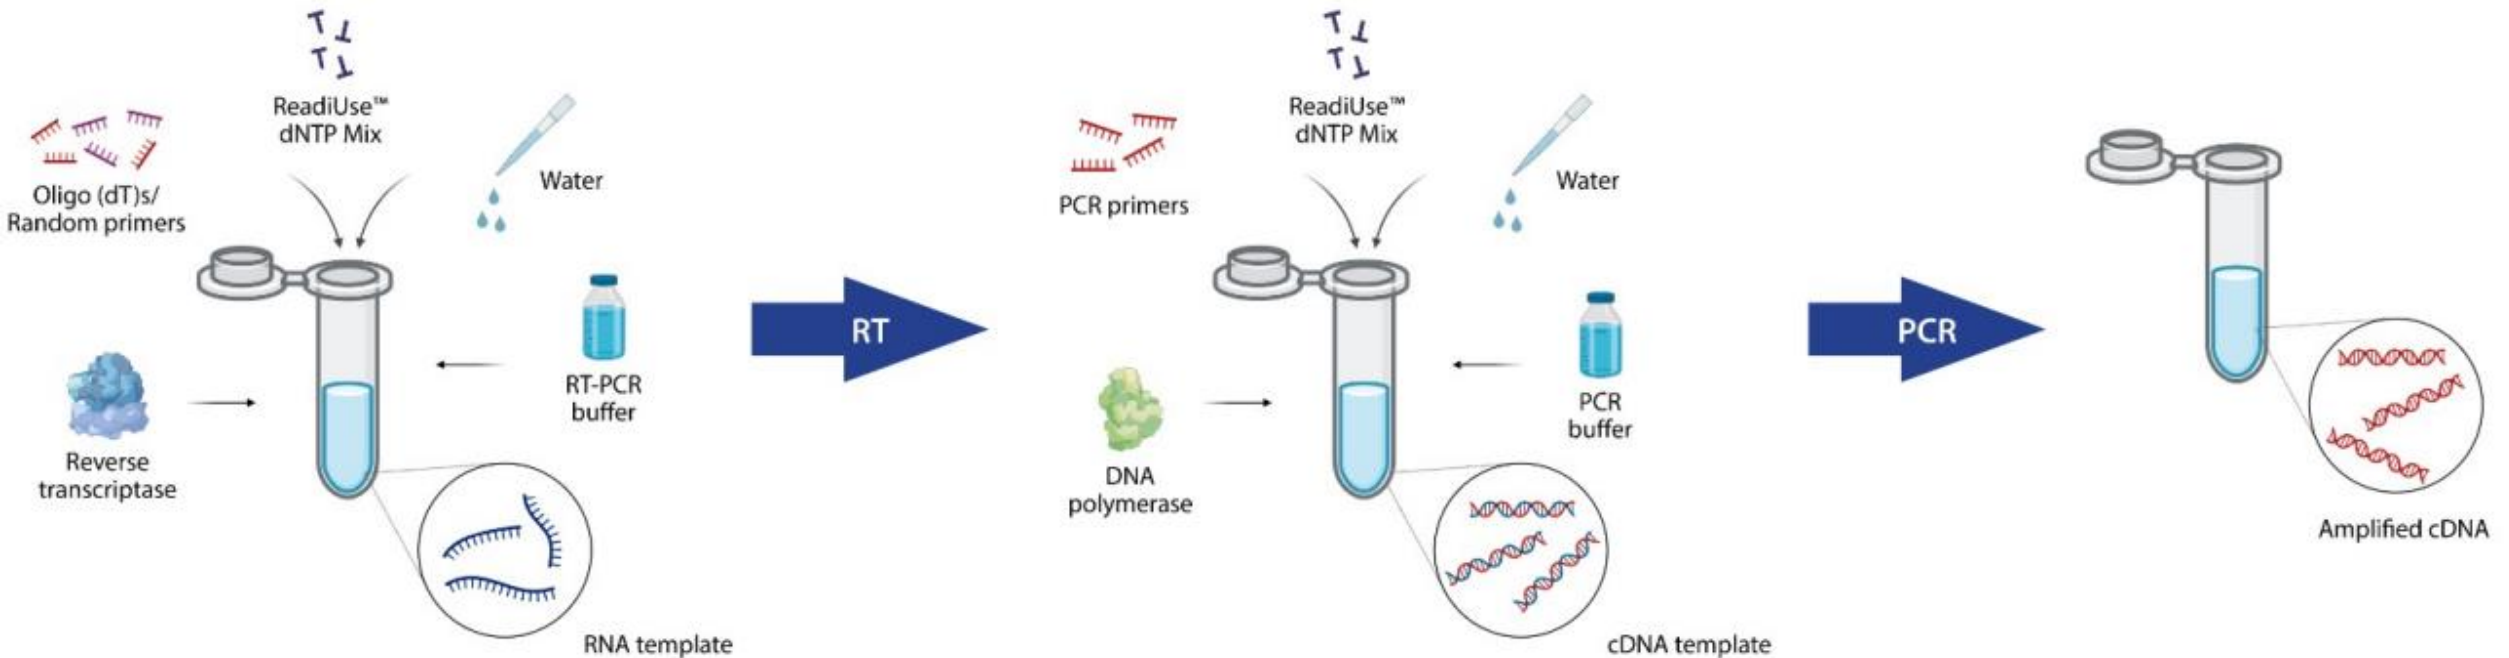 ReadiUse™
dNTP Mix
Oligo (dT)s/
Random primers
Water
RT-PCR
buffer
Reverse
transcriptase
RNA template
RT
ReadiUse™
dNTP Mix
PCR primers
Water
PCR
buffer
DNA
polymerase
cDNA template
PCR
Amplified cDNA